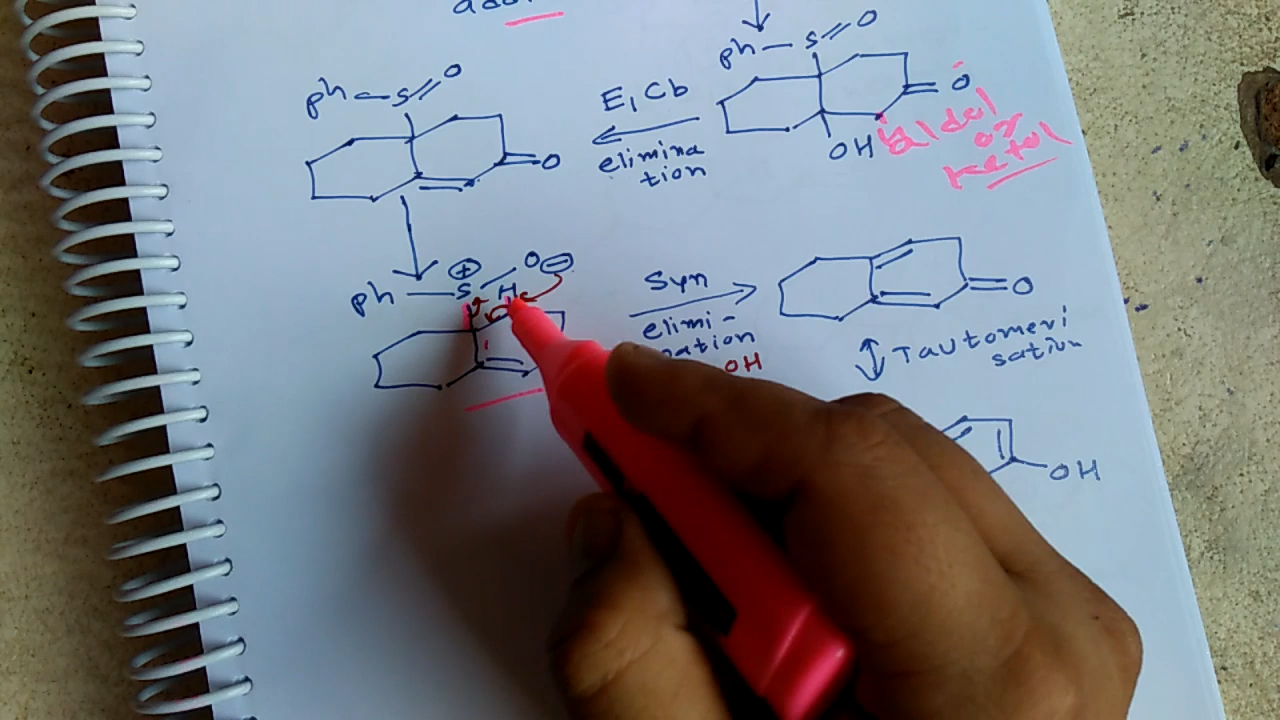 ph-S=O
ph-S=O
E1Cb
elimina
tion
=O
=O
OH
aldol
or
ketol
ph-S
⊕
O
⊖
H
Syn
elimi-
nation
OH
=O
Tautomeri
sation
OH